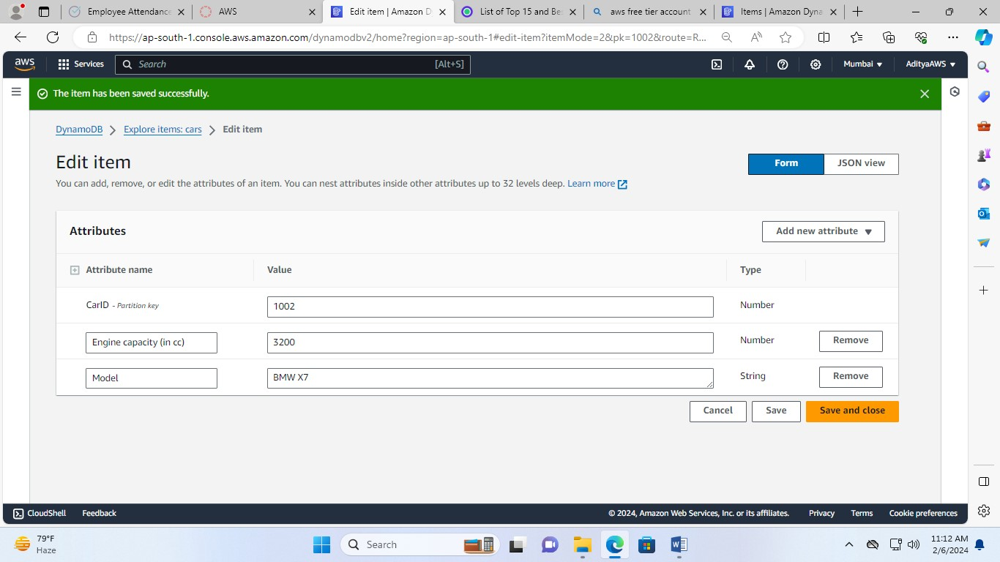 Employee Attendance
AWS
Edit item | Amazon D
List of Top 15 and Be
aws free tier account
Items | Amazon Dyna
https://ap-south-1.console.aws.amazon.com/dynamodbv2/home?region=ap-south-1#edit-item?itemMode=2&pk=1002&route=R...
aws
Services
Search
[Alt+S]
Mumbai
AdityaAWS
The item has been saved successfully.
DynamoDB
Explore items: cars
Edit item
Edit item
Form
JSON view
You can add, remove, or edit the attributes of an item. You can nest attributes inside other attributes up to 32 levels deep. Learn more
Attributes
Add new attribute
Attribute name
Value
Type
CarID - Partition key
1002
Number
Engine capacity (in cc)
3200
Number
Remove
Model
BMW X7
String
Remove
Cancel
Save
Save and close
CloudShell
Feedback
© 2024, Amazon Web Services, Inc. or its affiliates.
Privacy
Terms
Cookie preferences
79°F
Haze
Search
11:12 AM
2/6/2024